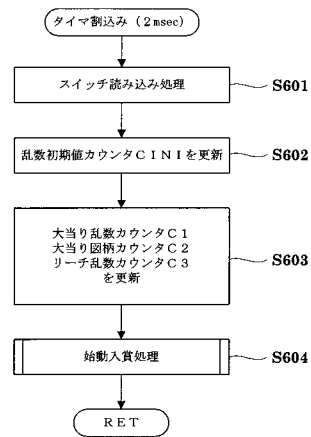 タイマ割込み(2msec)
スイッチ読み込み処理
S601
乱数初期値カウンタCINIを更新
S602
大当り乱数カウンタC1
大当り図柄カウンタC2
リーチ乱数カウンタC3
を更新
S603
始動入賞処理
S604
RET